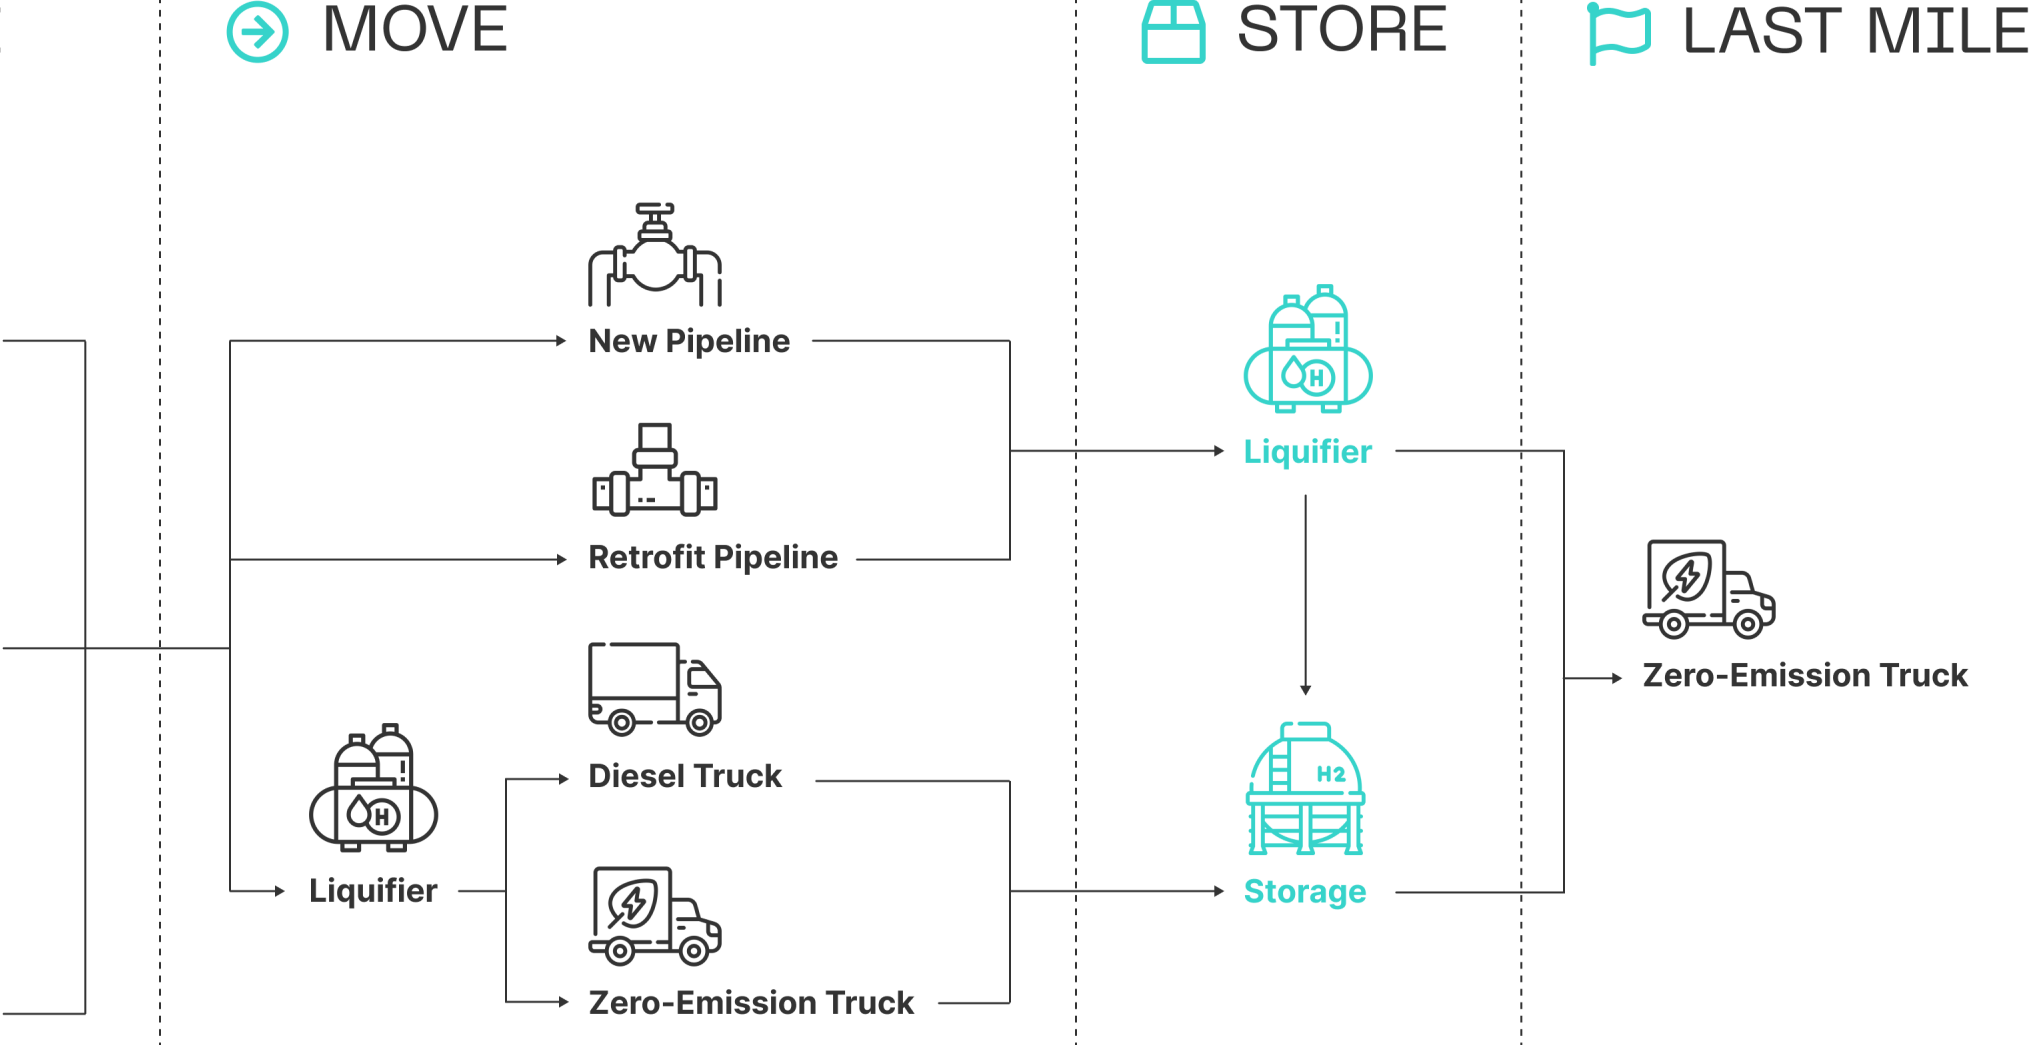 MOVE
STORE
LAST MILE
New Pipeline
Retrofit Pipeline
Diesel Truck
H
Liquifier
Zero-Emission Truck
H
Liquifier
H2
Storage
Zero-Emission Truck